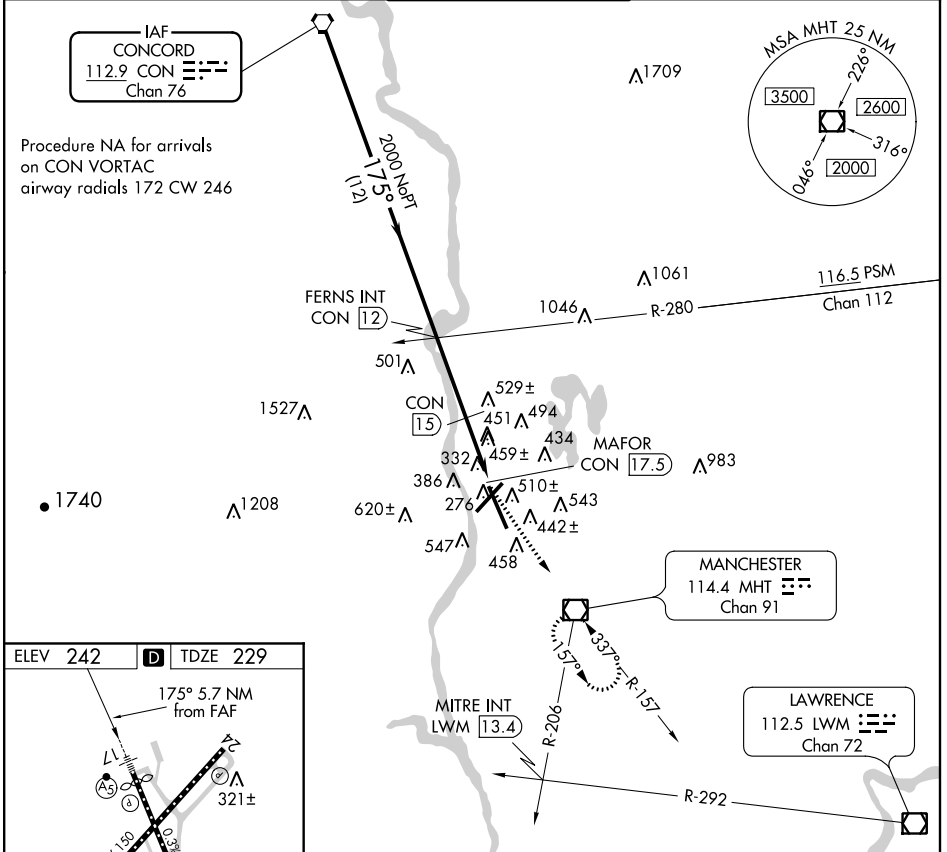 IAF
CONCORD
112.9 CON
Chan 76
Procedure NA for arrivals
on CON VORTAC
airway radials 172 CW 246
2000 NoPT
175°
(12)
1709
MSA MHT 25 NM
226°
3500
2600
316°
2000
046°
1061
116.5 PSM
Chan 112
R-280
1046
FERNS INT
CON 12
501
529±
1527
CON
15
451
494
459±
434
332
MAFOR
CON 17.5
983
386
276
510±
543
1740
1208
620±
442±
547
458
MANCHESTER
114.4 MHT
Chan 91
337°
157°
R-157
R-206
MITRE INT
LWM 13.4
LAWRENCE
112.5 LWM
Chan 72
R-292
ELEV 242
D
TDZE 229
175° 5.7 NM
from FAF
17
24
A5
P
P
321±
150
0.3%